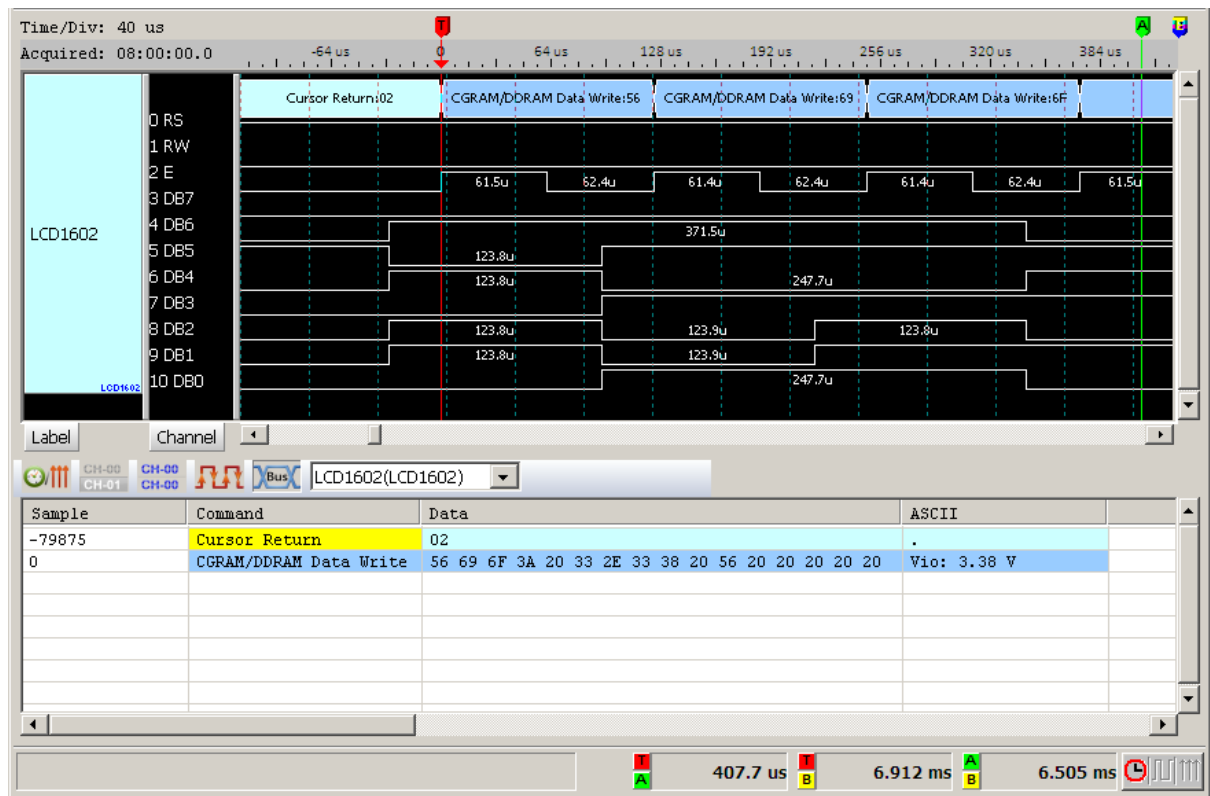 Time/Div: 40 us
T A B
Acquired: 08:00:00.0 -64 us 0 64 us 128 us 192 us 256 us 320 us 384 us
Cursor Return:02 CGRAM/DDRAM Data Write:56 CGRAM/DDRAM Data Write:69 CGRAM/DDRAM Data Write:6F
0 RS
1 RW
2 E 61.5u 62.4u 61.4u 62.4u 61.4u 62.4u 61.5u
3 DB7
4 DB6 371.5u
LCD1602
5 DB5 123.8u
6 DB4 123.8u 247.7u
7 DB3
8 DB2 123.8u 123.9u 123.8u
9 DB1 123.8u 123.9u
LCD1602 10 DB0 247.7u
Label Channel
CH-00 CH-01 CH-00 CH-00 Bus LCD1602(LCD1602)
Sample Command Data ASCII
-79875 Cursor Return 02 .
0 CGRAM/DDRAM Data Write 56 69 6F 3A 20 33 2E 33 38 20 56 20 20 20 20 20 Vio: 3.38 V
T A 407.7 us T B 6.912 ms A B 6.505 ms